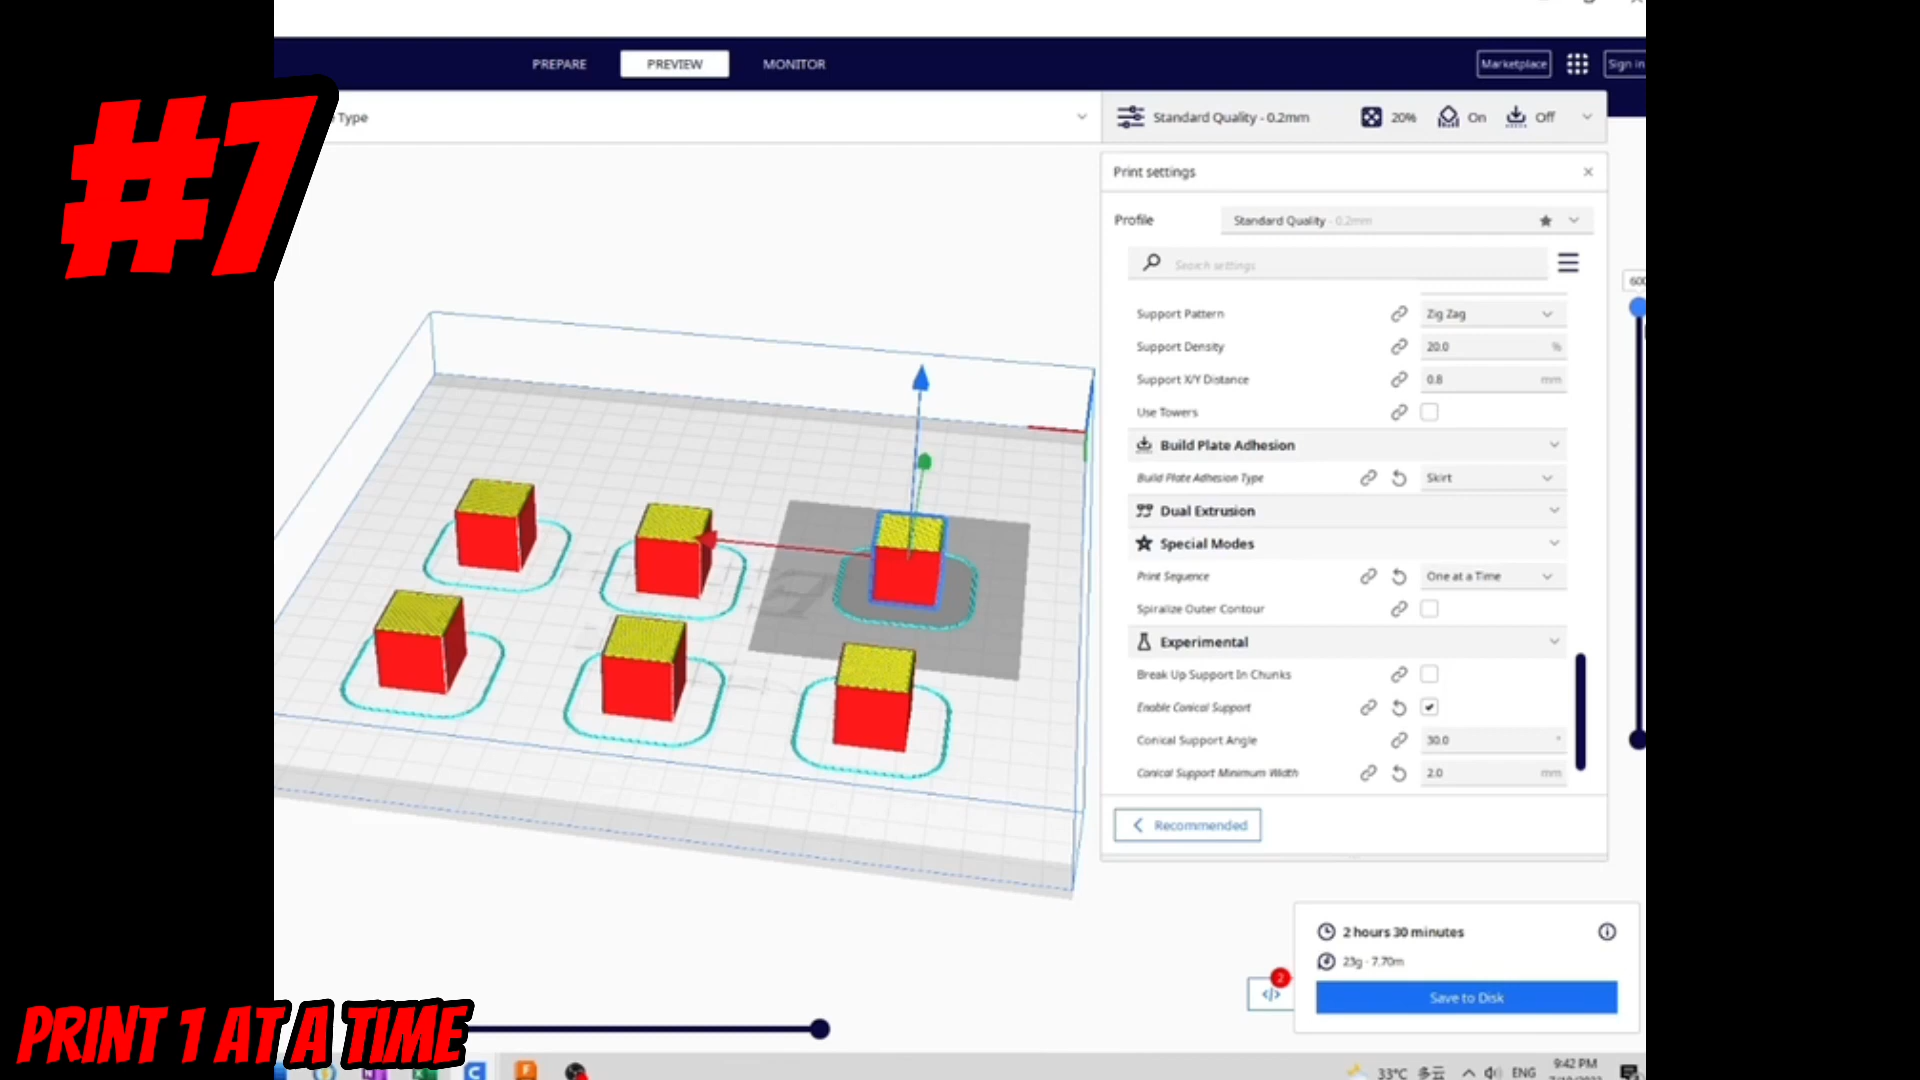 #7
PREPARE PREVIEW MONITOR Marketplace Sign in
Type Standard Quality - 0.2mm 20% On Off
Print settings
Profile Standard Quality - 0.2mm
Search settings
Support Pattern Zig Zag
Support Density 20.0 %
Support X/Y Distance 0.8 mm
Use Towers
Build Plate Adhesion
Build Plate Adhesion Type Skirt
Dual Extrusion
Special Modes
Print Sequence One at a Time
Spiralize Outer Contour
Experimental
Break Up Support In Chunks
Enable Conical Support
Conical Support Angle 30.0 °
Conical Support Minimum Width 2.0 mm
Recommended
2 hours 30 minutes
23g · 7.70m
2
Save to Disk
PRINT 1 AT A TIME
33°C 多云 ENG 9:42 PM